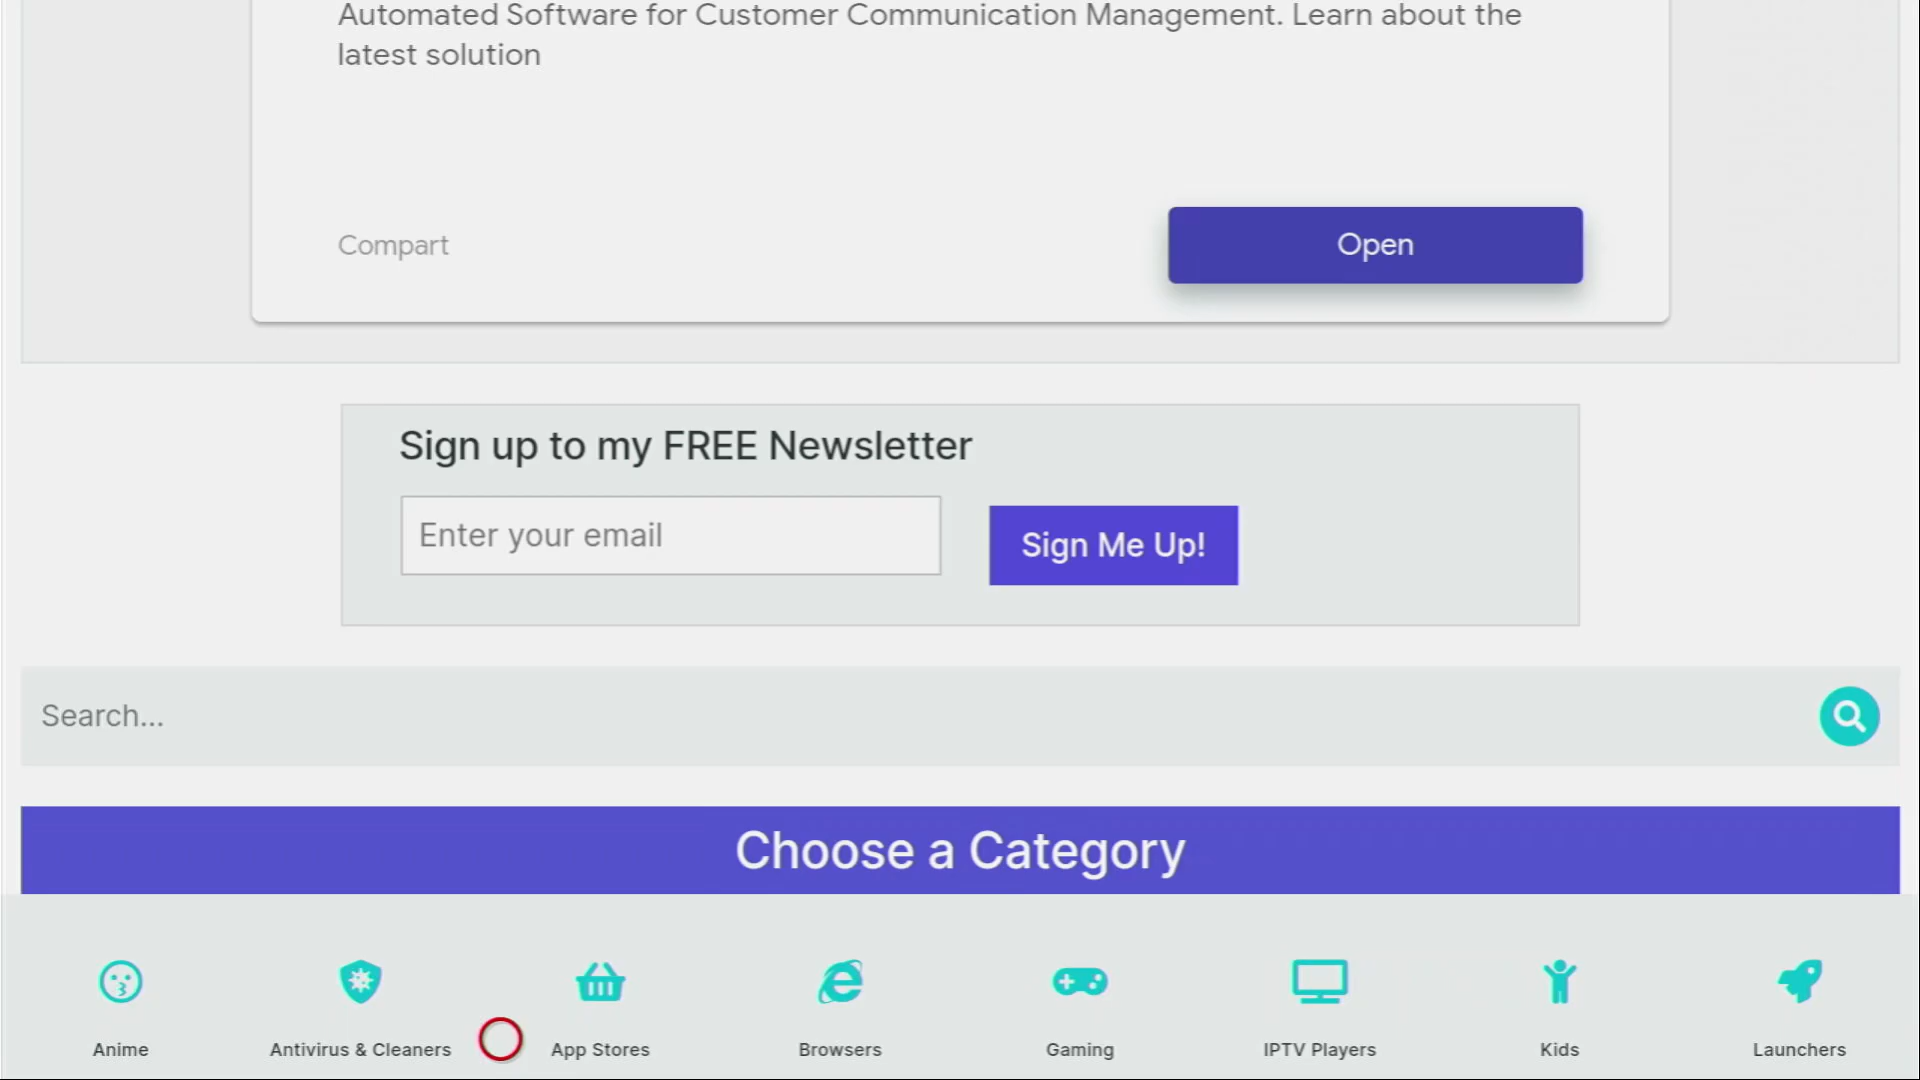 Automated Software for Customer Communication Management. Learn about the
latest solution
Compart
Open
Sign up to my FREE Newsletter
Enter your email
Sign Me Up!
Search...
Choose a Category
Anime
Antivirus & Cleaners
App Stores
Browsers
Gaming
IPTV Players
Kids
Launchers